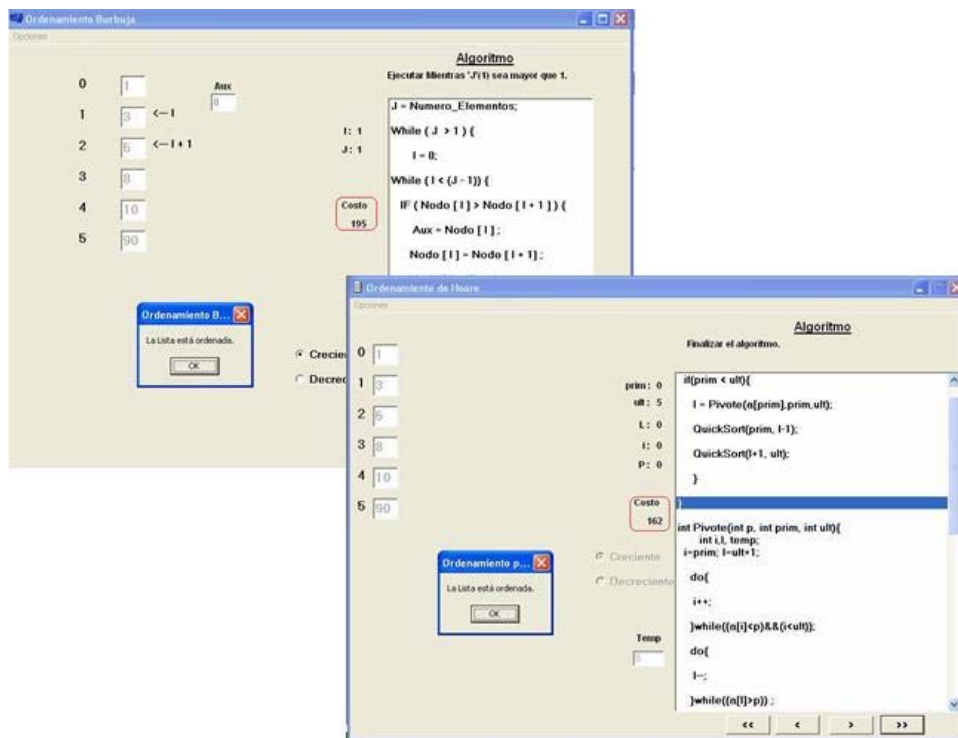 Ordenamiento Burbuja
Opciones
Algoritmo
Ejecutar Mientras 'J'(1) sea mayor que 1.
0 1
Aux
0
1 3 <-- I
2 5 <-- I + 1
3 8
4 10
5 90
I: 1
J: 1
Costo
195
J = Numero_Elementos;
While ( J > 1 ) {
I = 0;
While ( I < (J - 1)) {
IF ( Nodo [ I ] > Nodo [ I + 1 ] ) {
Aux = Nodo [ I ] ;
Nodo [ I ] = Nodo [ I + 1] ;
Ordenamiento B...
La Lista está ordenada.
OK
Crecie
Decrec
Ordenamiento de Hoare
Opciones
Algoritmo
Finalizar el algoritmo.
0 1
1 3
2 5
3 8
4 10
5 90
prim: 0
ult: 5
L: 0
i: 0
P: 0
Costo
162
if(prim < ult){
l = Pivote(a[prim],prim,ult);
QuickSort(prim, l-1);
QuickSort(l+1, ult);
}
}
int Pivote(int p, int prim, int ult){
int i,l, temp;
i=prim; l=ult+1;
do{
i++;
}while((a[i]<p)&&(i<ult));
do{
l--;
}while((a[l]>p)) ;
Creciente
Decreciente
Ordenamiento p...
La Lista está ordenada.
OK
Temp
<< < > >>